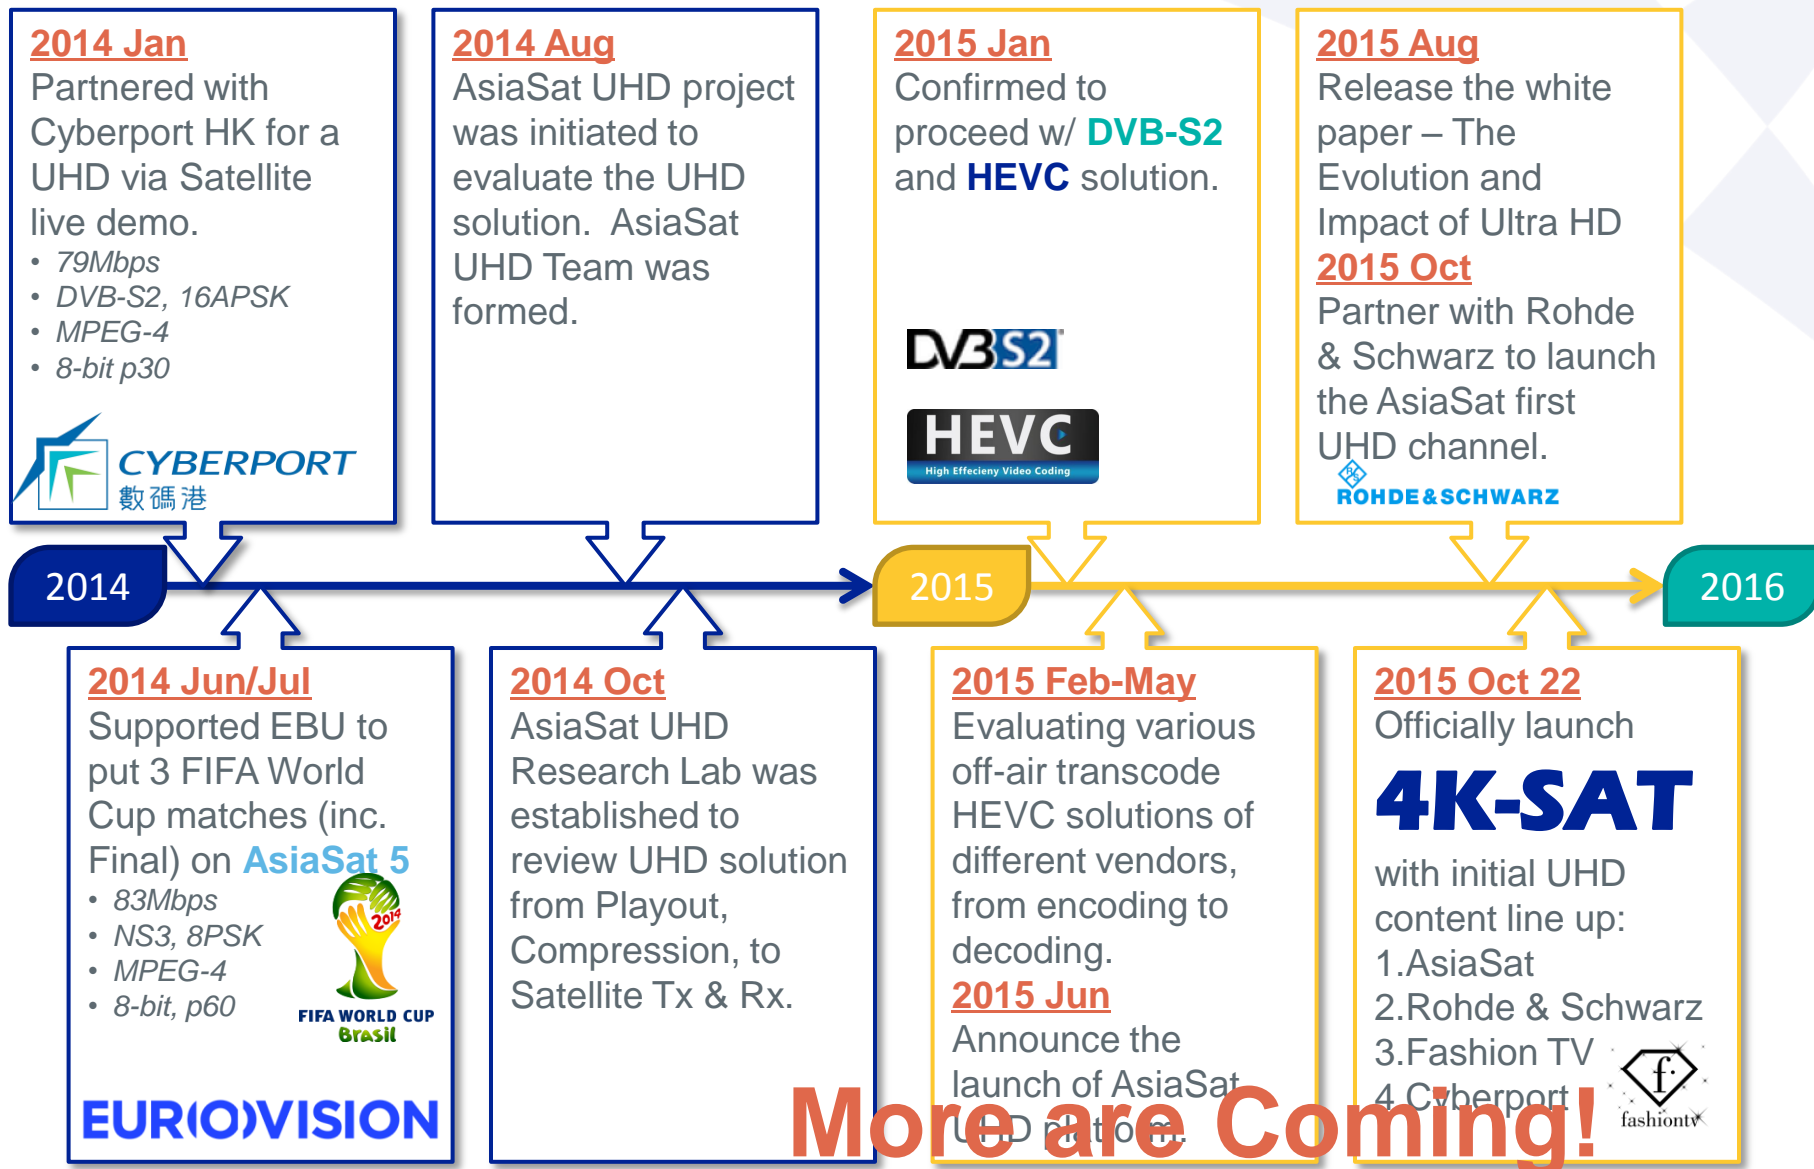 2014 Jan
Partnered with
Cyberport HK for a
UHD via Satellite
live demo.
• 79Mbps
• DVB-S2, 16APSK
• MPEG-4
• 8-bit p30
CYBERPORT
數碼港
2014 Aug
AsiaSat UHD project
was initiated to
evaluate the UHD
solution.  AsiaSat
UHD Team was
formed.
2015 Jan
Confirmed to
proceed w/ DVB-S2
and HEVC solution.
DVB S2
HEVC
High Effecieny Video Coding
2015 Aug
Release the white
paper – The
Evolution and
Impact of Ultra HD
2015 Oct
Partner with Rohde
& Schwarz to launch
the AsiaSat first
UHD channel.
R S
ROHDE&SCHWARZ
2014
2015
2016
2014 Jun/Jul
Supported EBU to
put 3 FIFA World
Cup matches (inc.
Final) on AsiaSat 5
• 83Mbps
• NS3, 8PSK
• MPEG-4
• 8-bit, p60
2014
FIFA WORLD CUP
Brasil
EUROVISION
2014 Oct
AsiaSat UHD
Research Lab was
established to
review UHD solution
from Playout,
Compression, to
Satellite Tx & Rx.
2015 Feb-May
Evaluating various
off-air transcode
HEVC solutions of
different vendors,
from encoding to
decoding.
2015 Jun
Announce the
launch of AsiaSat
UHD platform.
2015 Oct 22
Officially launch
4K-SAT
with initial UHD
content line up:
1.AsiaSat
2.Rohde & Schwarz
3.Fashion TV
4.Cyberport
f
fashiontv
More are Coming!